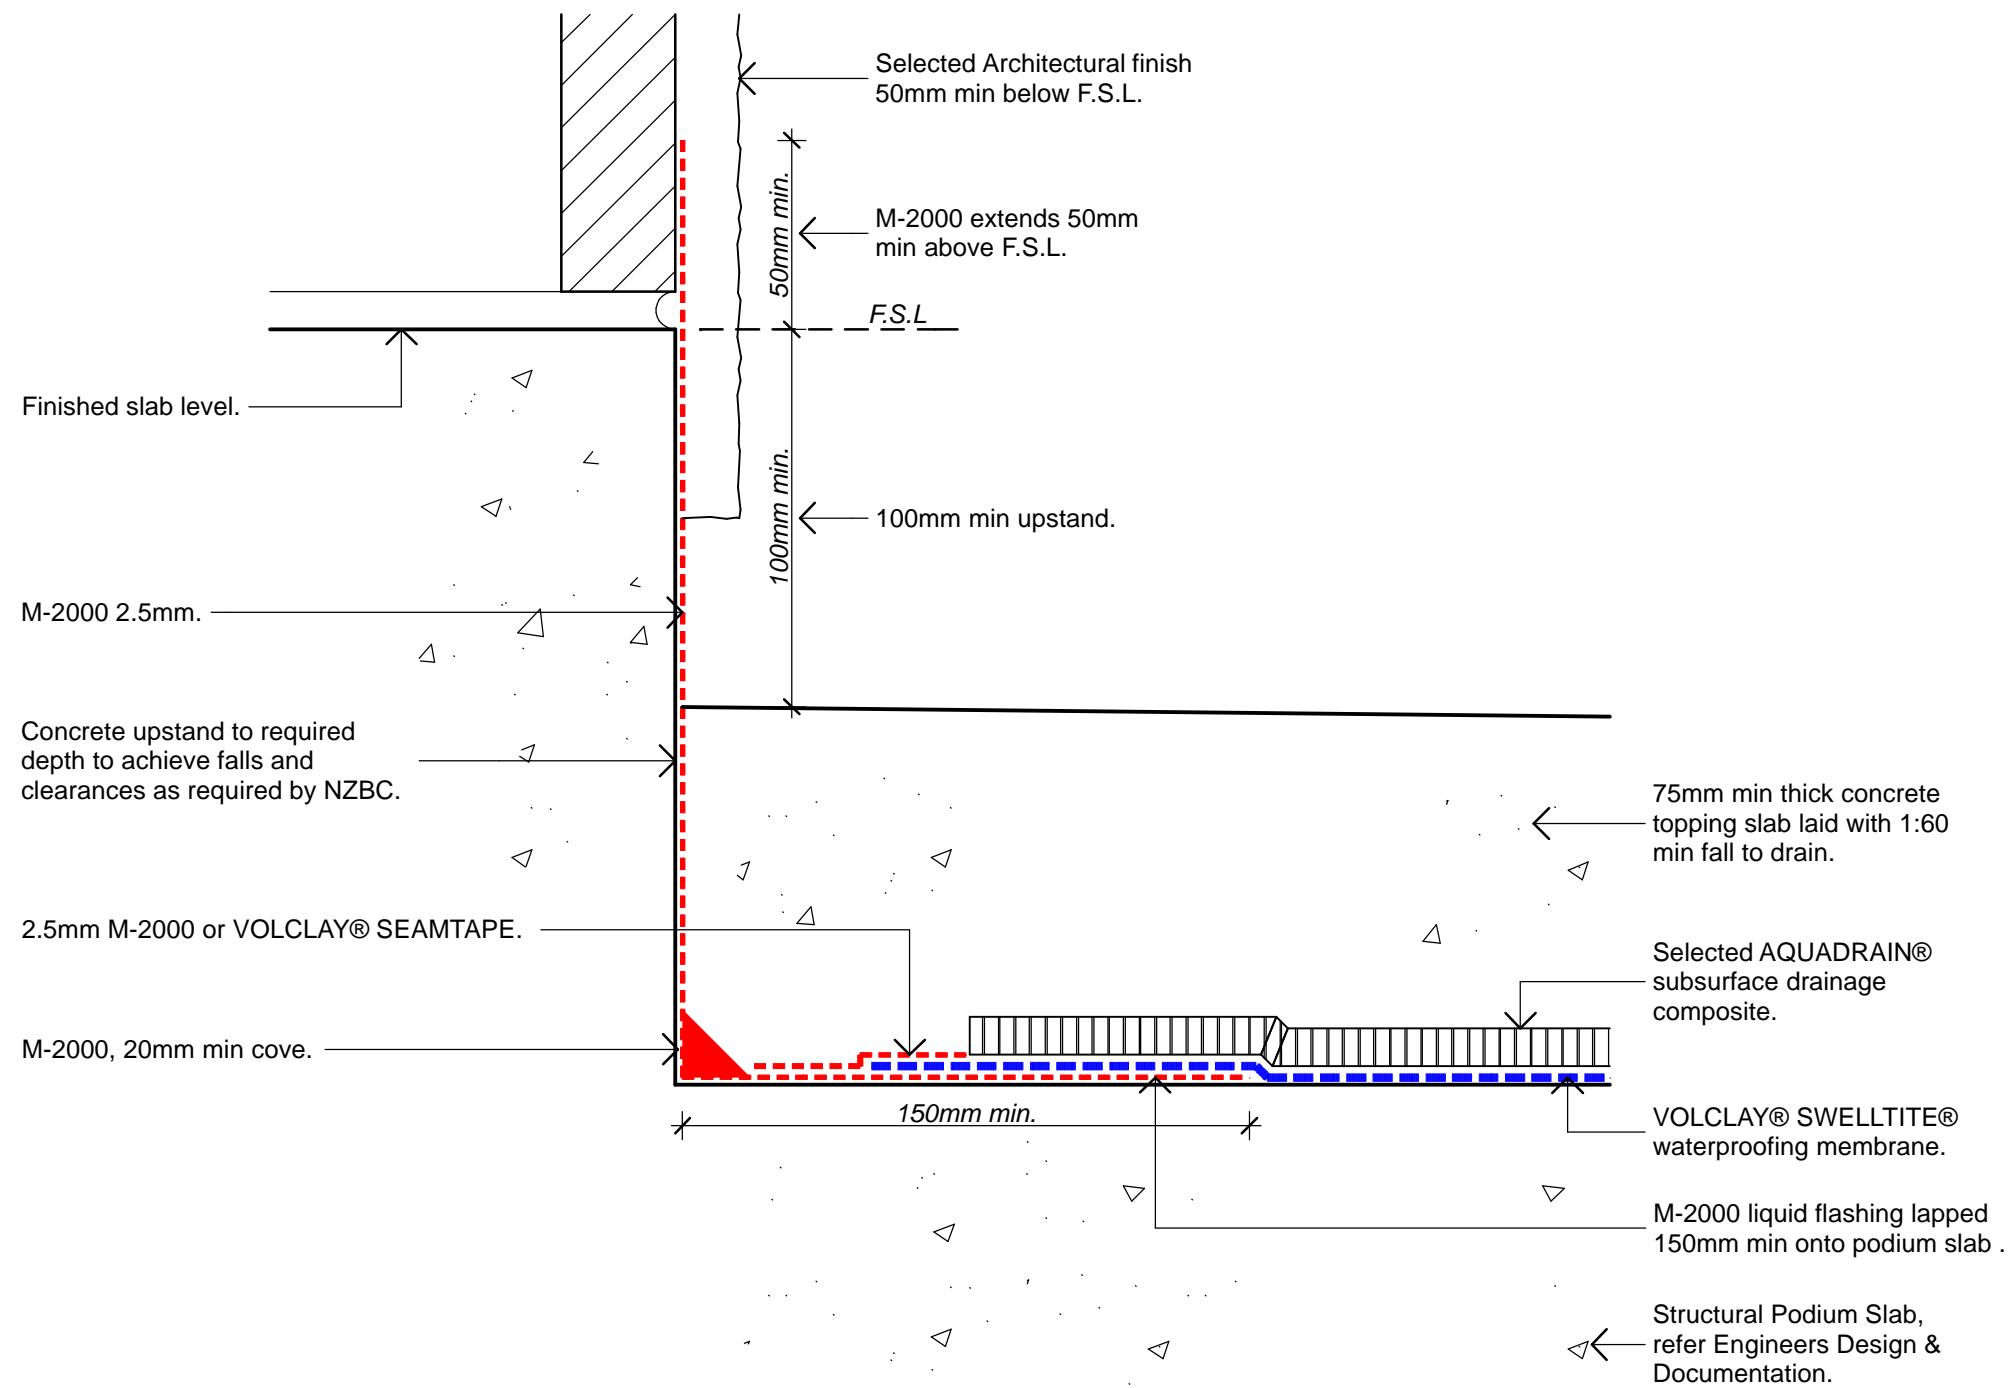 Selected Architectural finish
50mm min below F.S.L.
50mm min.
M-2000 extends 50mm
min above F.S.L.
F.S.L
Finished slab level.
100mm min.
100mm min upstand.
M-2000 2.5mm.
Concrete upstand to required
depth to achieve falls and
clearances as required by NZBC.
75mm min thick concrete
topping slab laid with 1:60
min fall to drain.
2.5mm M-2000 or VOLCLAY® SEAMTAPE.
Selected AQUADRAIN®
subsurface drainage
composite.
M-2000, 20mm min cove.
150mm min.
VOLCLAY® SWELLTITE®
waterproofing membrane.
M-2000 liquid flashing lapped
150mm min onto podium slab .
Structural Podium Slab,
refer Engineers Design &
Documentation.